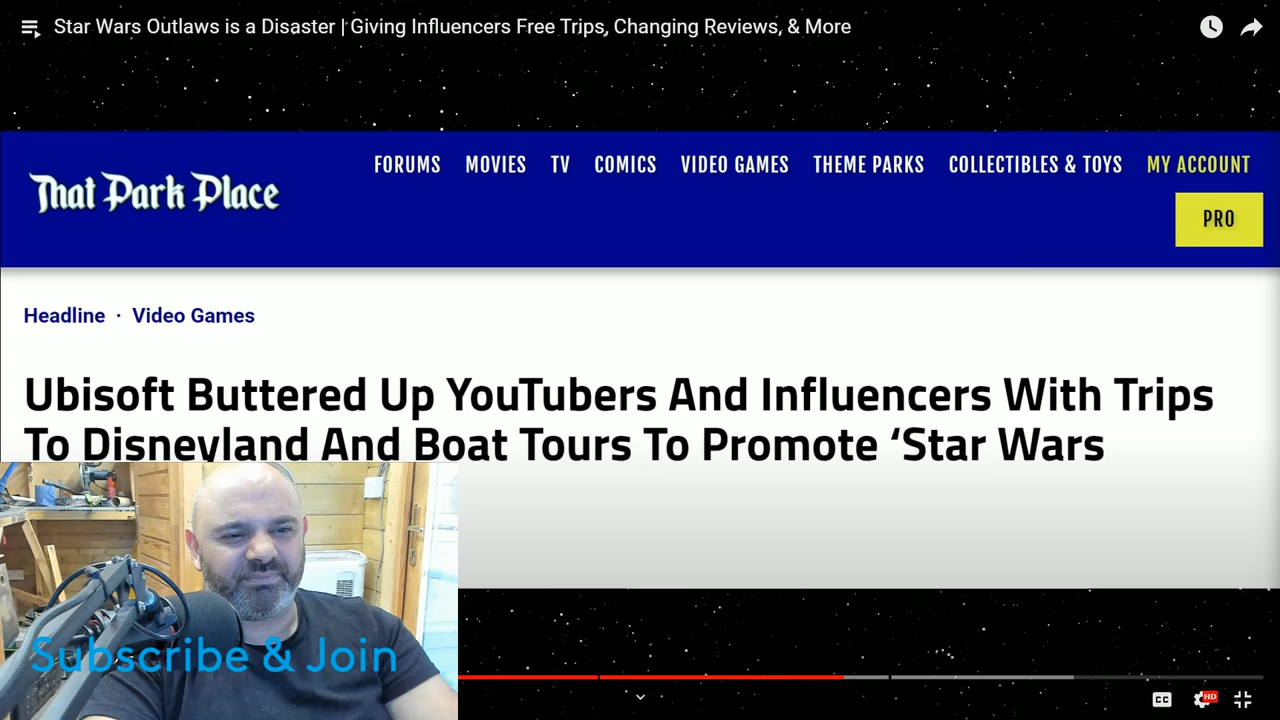 Star Wars Outlaws is a Disaster | Giving Influencers Free Trips, Changing Reviews, & More
That Park Place
FORUMS MOVIES TV COMICS VIDEO GAMES THEME PARKS COLLECTIBLES & TOYS MY ACCOUNT
PRO
Headline · Video Games
Ubisoft Buttered Up YouTubers And Influencers With Trips
To Disneyland And Boat Tours To Promote ‘Star Wars
Subscribe & Join
CC
HD